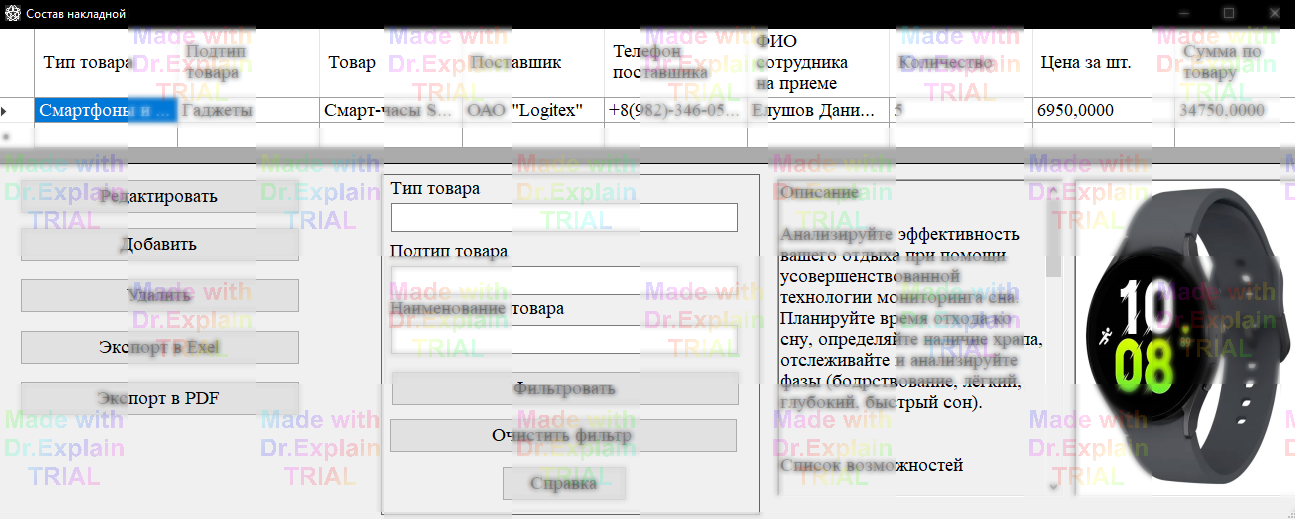 Состав накладной
Тип товара
Подтип
товара
Товар
Поставщик
Телефон
поставщика
ФИО
сотрудника
на приеме
Количество
Цена за шт.
Сумма по
товару
Смартфоны и ...
Гаджеты
Смарт-часы S...
ОАО "Logitex"
+8(982)-346-05...
Елушов Дани...
5
6950,0000
34750,0000
Редактировать
Добавить
Удалить
Экспорт в Exel
Экспорт в PDF
Тип товара
Подтип товара
Наименование товара
Фильтровать
Очистить фильтр
Справка
Описание
Анализируйте эффективность
вашего отдыха при помощи
усовершенствованной
технологии мониторинга сна.
Планируйте время отхода ко
сну, определяйте наличие храпа,
отслеживайте и анализируйте
фазы (бодрствование, лёгкий,
глубокий, быстрый сон).
Список возможностей
10
08
Made with
Dr.Explain
TRIAL